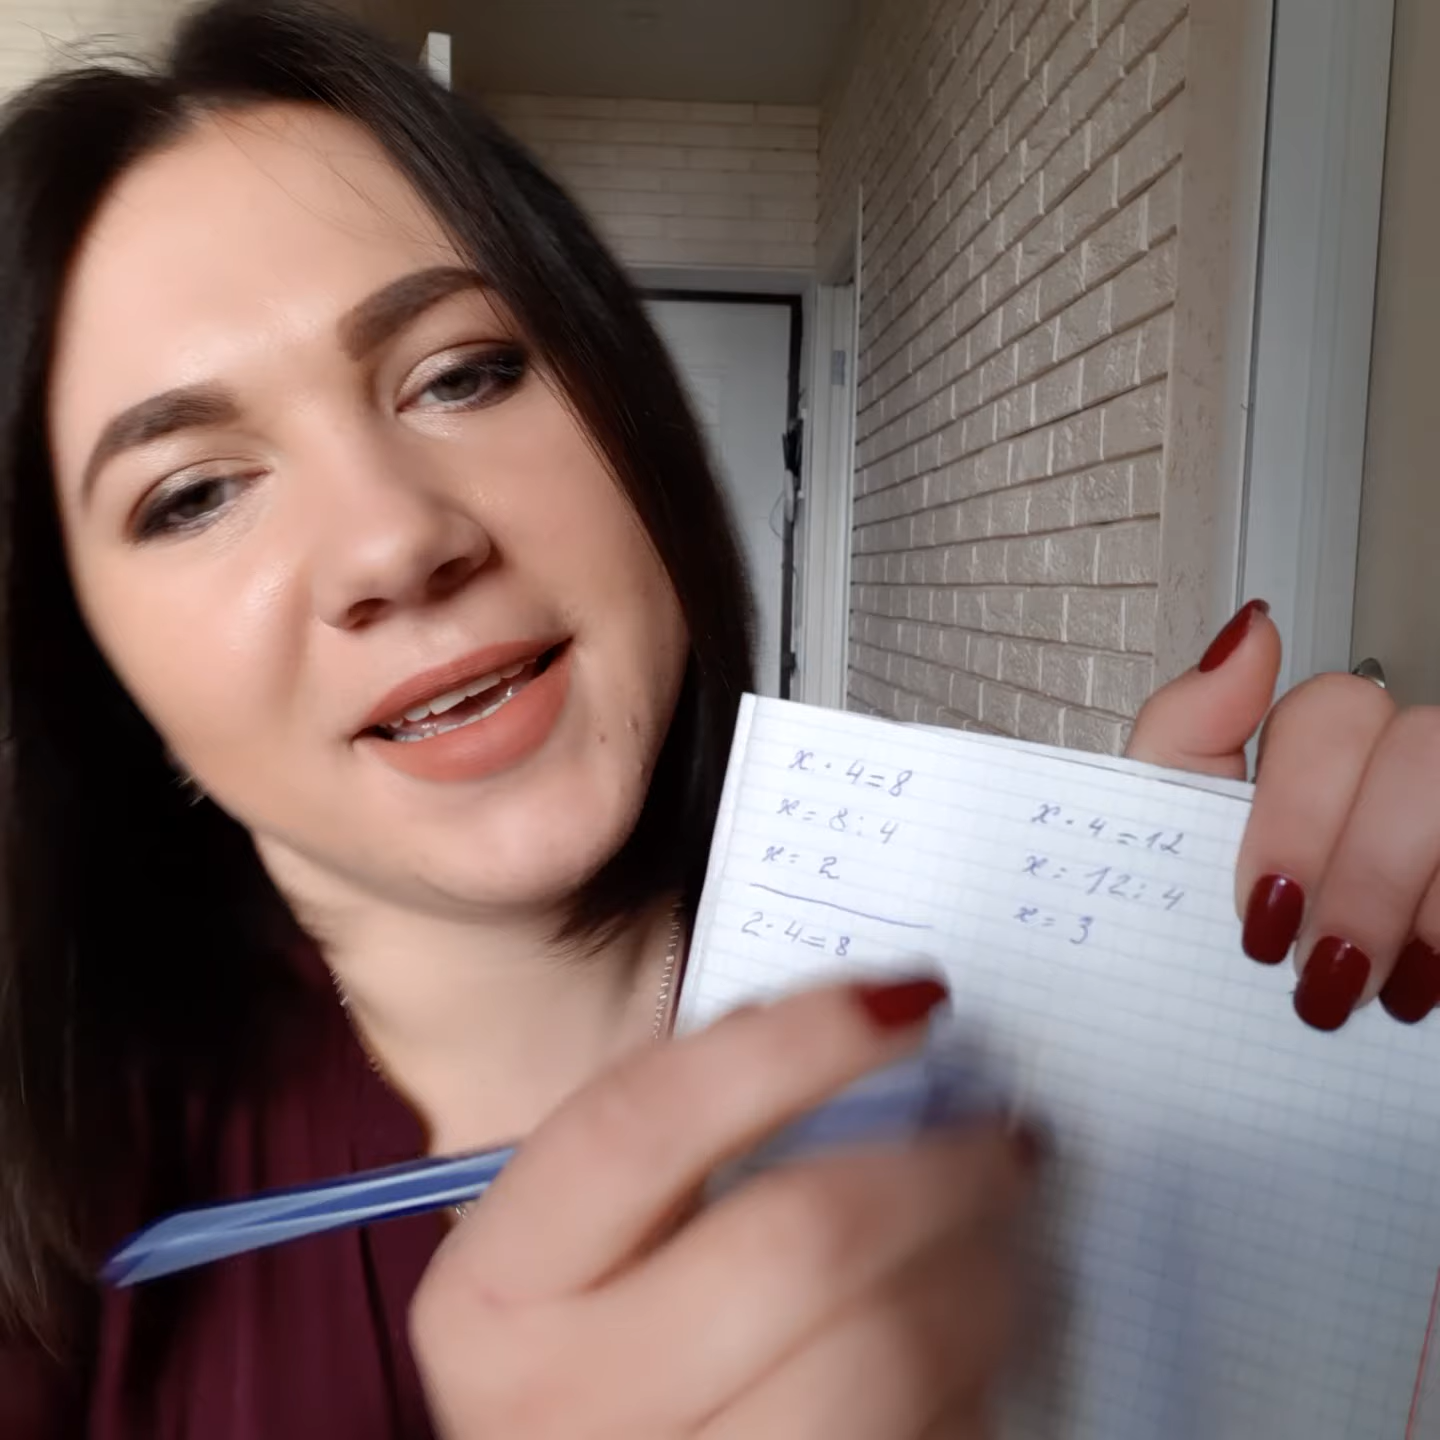 x · 4 = 8
x = 8 : 4
x = 2
2 · 4 = 8
x · 4 = 12
x = 12 : 4
x = 3